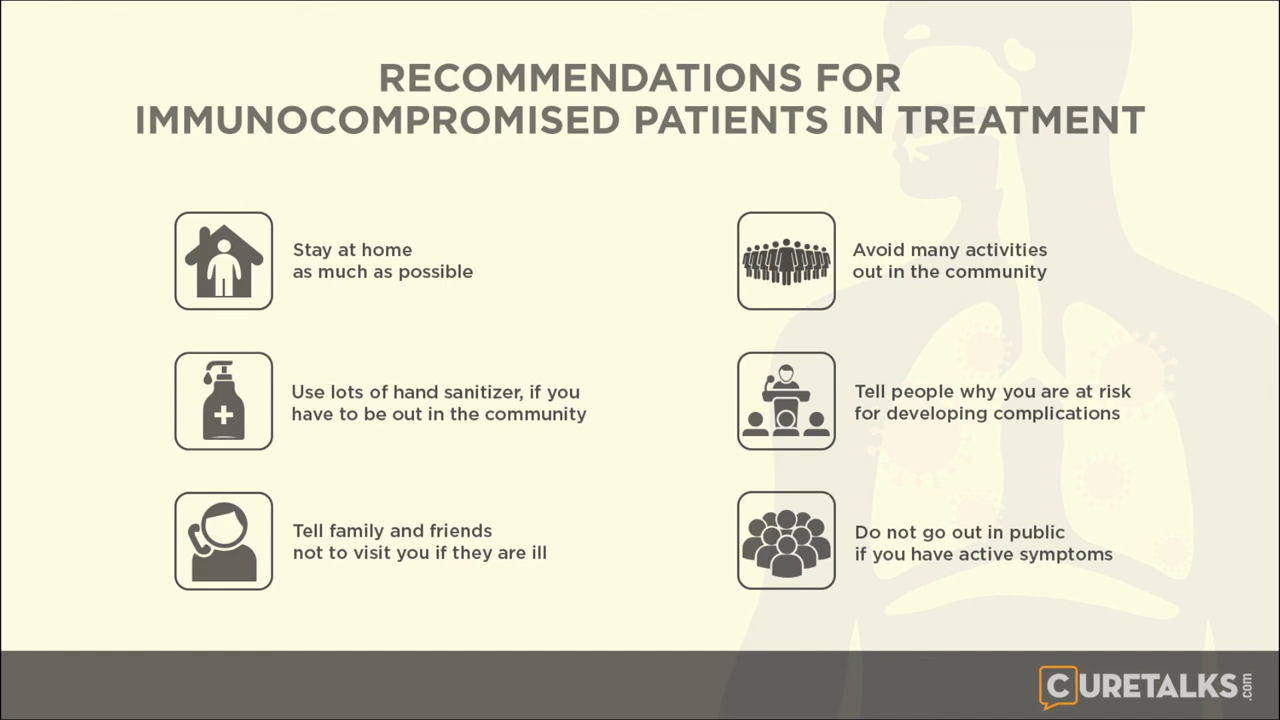 RECOMMENDATIONS FOR
IMMUNOCOMPROMISED PATIENTS IN TREATMENT
Stay at home
as much as possible
Avoid many activities
out in the community
Use lots of hand sanitizer, if you
have to be out in the community
Tell people why you are at risk
for developing complications
Tell family and friends
not to visit you if they are ill
Do not go out in public
if you have active symptoms
CURETALKS.com